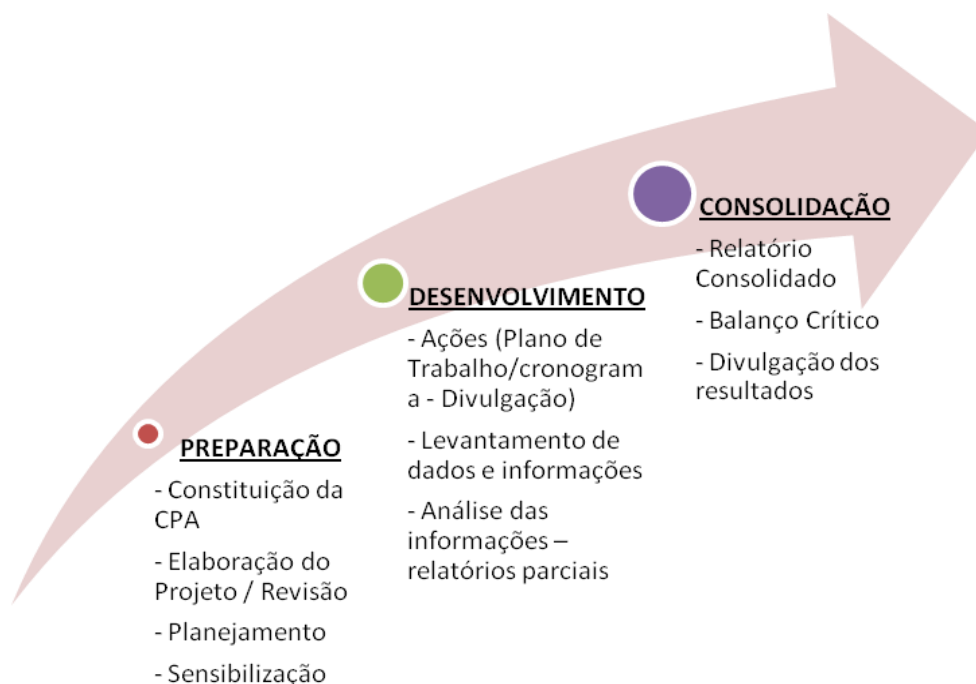 PREPARAÇÃO
- Constituição da
CPA
- Elaboração do
Projeto / Revisão
- Planejamento
- Sensibilização
DESENVOLVIMENTO
- Ações (Plano de
Trabalho/cronogram
a - Divulgação)
- Levantamento de
dados e informações
- Análise das
informações –
relatórios parciais
CONSOLIDAÇÃO
- Relatório
Consolidado
- Balanço Crítico
- Divulgação dos
resultados